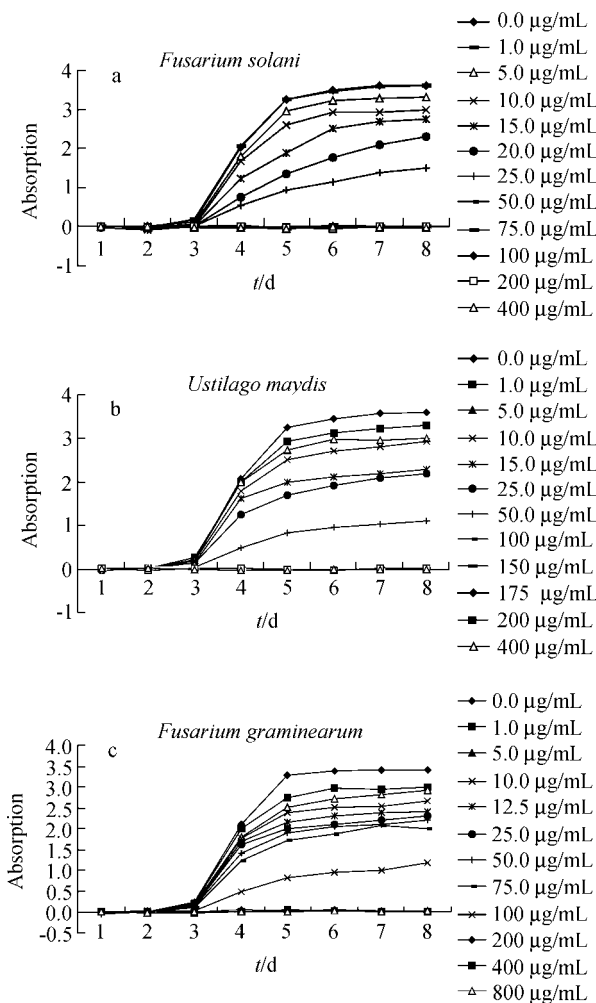 a
Fusarium solani
Absorption
4
3
2
1
0
-1
1 2 3 4 5 6 7 8
t/d
0.0 µg/mL
1.0 µg/mL
5.0 µg/mL
10.0 µg/mL
15.0 µg/mL
20.0 µg/mL
25.0 µg/mL
50.0 µg/mL
75.0 µg/mL
100 µg/mL
200 µg/mL
400 µg/mL
b
Ustilago maydis
Absorption
4
3
2
1
0
-1
1 2 3 4 5 6 7 8
t/d
0.0 µg/mL
1.0 µg/mL
5.0 µg/mL
10.0 µg/mL
15.0 µg/mL
25.0 µg/mL
50.0 µg/mL
100 µg/mL
150 µg/mL
175 µg/mL
200 µg/mL
400 µg/mL
c
Fusarium graminearum
Absorption
4.0
3.5
3.0
2.5
2.0
1.5
1.0
0.5
0.0
-0.5
1 2 3 4 5 6 7 8
t/d
0.0 µg/mL
1.0 µg/mL
5.0 µg/mL
10.0 µg/mL
12.5 µg/mL
25.0 µg/mL
50.0 µg/mL
75.0 µg/mL
100 µg/mL
200 µg/mL
400 µg/mL
800 µg/mL